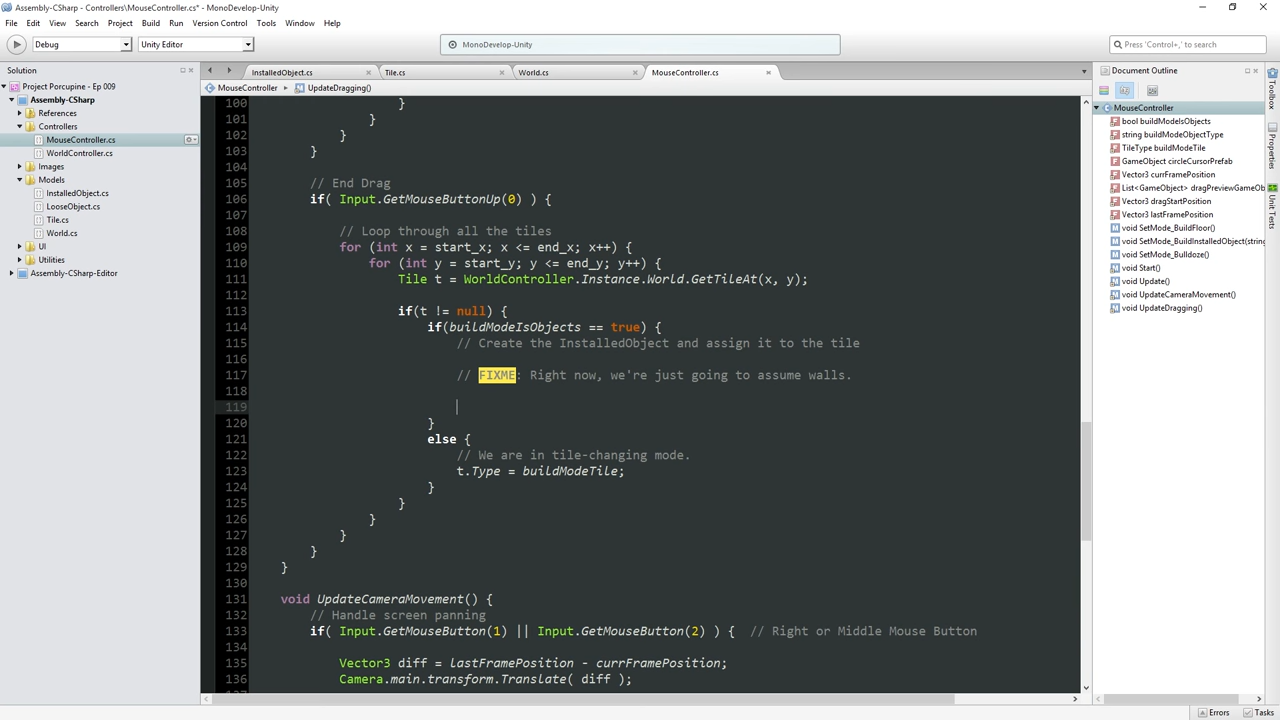 Assembly-CSharp - Controllers\MouseController.cs* - MonoDevelop-Unity
File Edit View Search Project Build Run Version Control Tools Window Help
Debug Unity Editor MonoDevelop-Unity Press 'Control+,' to search
Solution
Project Porcupine - Ep 009
Assembly-CSharp
References
Controllers
MouseController.cs
WorldController.cs
Images
Models
InstalledObject.cs
LooseObject.cs
Tile.cs
World.cs
UI
Utilities
Assembly-CSharp-Editor
InstalledObject.cs Tile.cs World.cs MouseController.cs
MouseController UpdateDragging()
100 }
101 }
102 }
103 }
104
105 // End Drag
106 if( Input.GetMouseButtonUp(0) ) {
107
108 // Loop through all the tiles
109 for (int x = start_x; x <= end_x; x++) {
110 for (int y = start_y; y <= end_y; y++) {
111 Tile t = WorldController.Instance.World.GetTileAt(x, y);
112
113 if(t != null) {
114 if(buildModeIsObjects == true) {
115 // Create the InstalledObject and assign it to the tile
116
117 // FIXME: Right now, we're just going to assume walls.
118
119
120 }
121 else {
122 // We are in tile-changing mode.
123 t.Type = buildModeTile;
124 }
125 }
126 }
127 }
128 }
129 }
130
131 void UpdateCameraMovement() {
132 // Handle screen panning
133 if( Input.GetMouseButton(1) || Input.GetMouseButton(2) ) { // Right or Middle Mouse Button
134
135 Vector3 diff = lastFramePosition - currFramePosition;
136 Camera.main.transform.Translate( diff );
137
Document Outline
MouseController
bool buildModeIsObjects
string buildModeObjectType
TileType buildModeTile
GameObject circleCursorPrefab
Vector3 currFramePosition
List<GameObject> dragPreviewGameOb
Vector3 dragStartPosition
Vector3 lastFramePosition
void SetMode_BuildFloor()
void SetMode_BuildInstalledObject(string
void SetMode_Bulldoze()
void Start()
void Update()
void UpdateCameraMovement()
void UpdateDragging()
Toolbox
Properties
Unit Tests
Errors Tasks